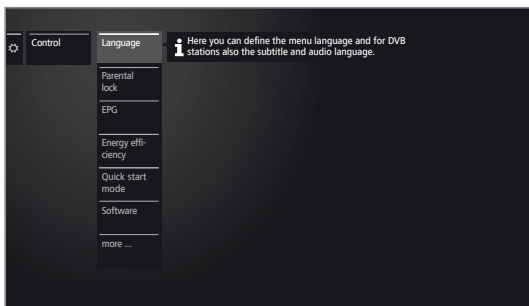 Control
Language
Here you can define the menu language and for DVB
stations also the subtitle and audio language.
Parental
lock
EPG
Energy effi-
ciency
Quick start
mode
Software
more ...